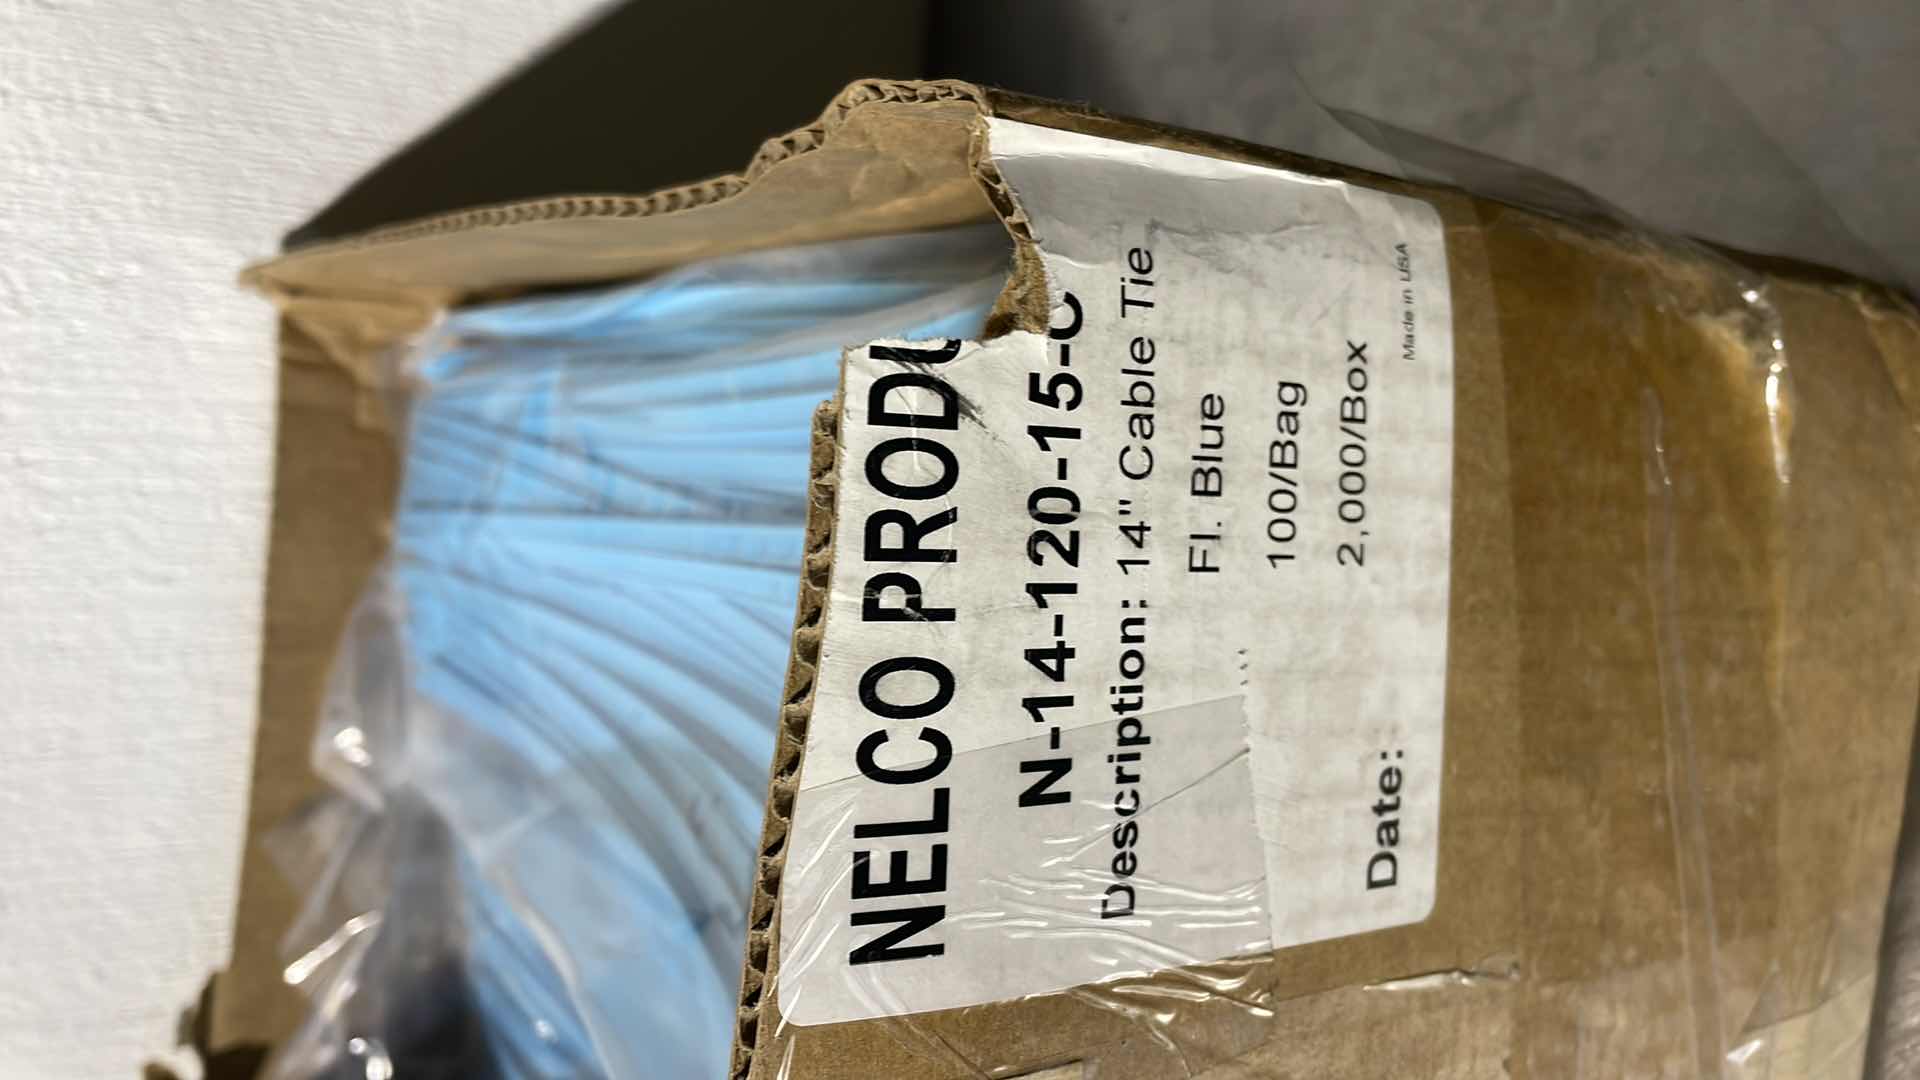 NELCO PRODU
N-14-120-15-C
Description: 14" Cable Tie
Fl. Blue
100/Bag
2,000/Box
Date:
Made in USA